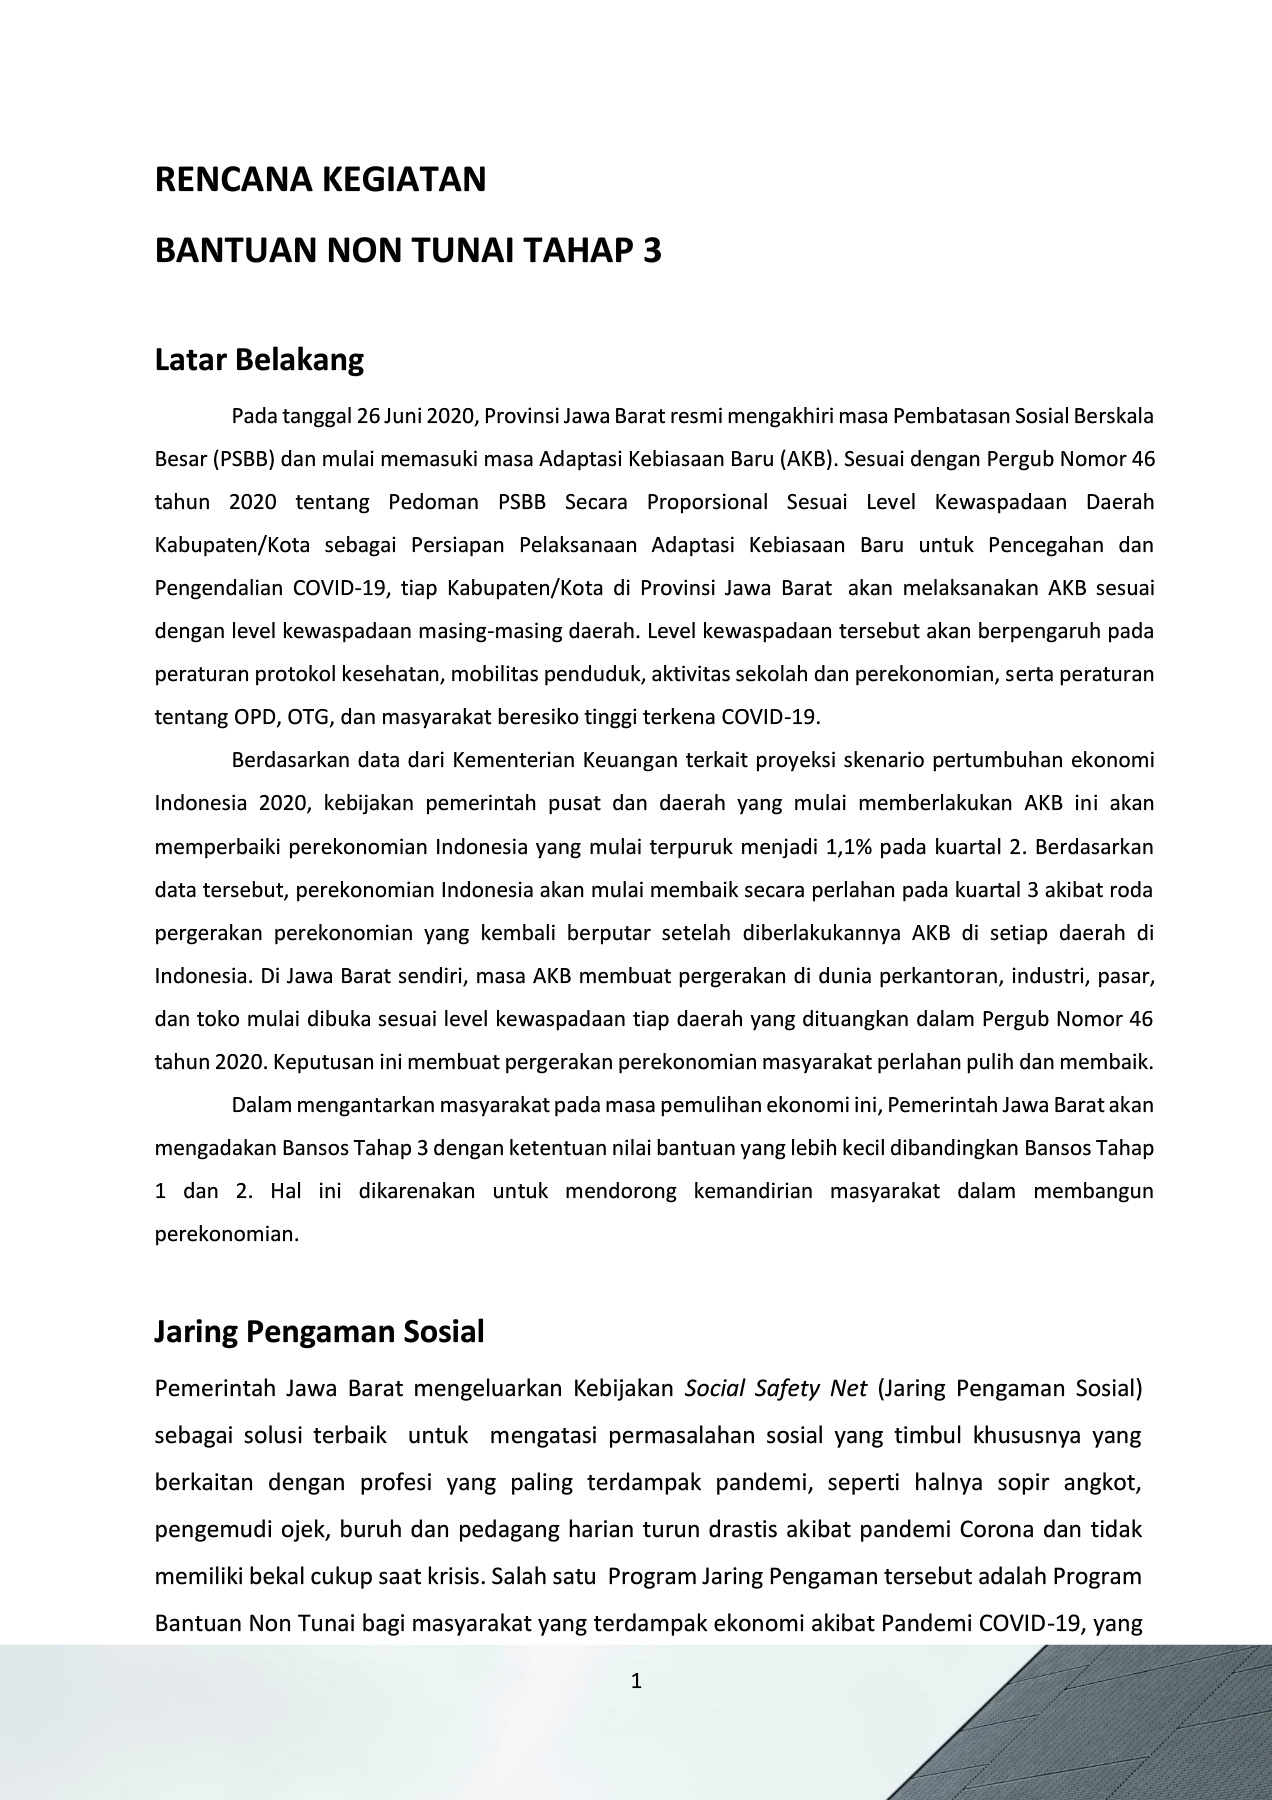 RENCANA KEGIATAN
BANTUAN NON TUNAI TAHAP 3
Latar Belakang
Pada tanggal 26 Juni 2020, Provinsi Jawa Barat resmi mengakhiri masa Pembatasan Sosial Berskala
Besar (PSBB) dan mulai memasuki masa Adaptasi Kebiasaan Baru (AKB). Sesuai dengan Pergub Nomor 46
tahun 2020 tentang Pedoman PSBB Secara Proporsional Sesuai Level Kewaspadaan Daerah
Kabupaten/Kota sebagai Persiapan Pelaksanaan Adaptasi Kebiasaan Baru untuk Pencegahan dan
Pengendalian COVID-19, tiap Kabupaten/Kota di Provinsi Jawa Barat akan melaksanakan AKB sesuai
dengan level kewaspadaan masing-masing daerah. Level kewaspadaan tersebut akan berpengaruh pada
peraturan protokol kesehatan, mobilitas penduduk, aktivitas sekolah dan perekonomian, serta peraturan
tentang OPD, OTG, dan masyarakat beresiko tinggi terkena COVID-19.
Berdasarkan data dari Kementerian Keuangan terkait proyeksi skenario pertumbuhan ekonomi
Indonesia 2020, kebijakan pemerintah pusat dan daerah yang mulai memberlakukan AKB ini akan
memperbaiki perekonomian Indonesia yang mulai terpuruk menjadi 1,1% pada kuartal 2. Berdasarkan
data tersebut, perekonomian Indonesia akan mulai membaik secara perlahan pada kuartal 3 akibat roda
pergerakan perekonomian yang kembali berputar setelah diberlakukannya AKB di setiap daerah di
Indonesia. Di Jawa Barat sendiri, masa AKB membuat pergerakan di dunia perkantoran, industri, pasar,
dan toko mulai dibuka sesuai level kewaspadaan tiap daerah yang dituangkan dalam Pergub Nomor 46
tahun 2020. Keputusan ini membuat pergerakan perekonomian masyarakat perlahan pulih dan membaik.
Dalam mengantarkan masyarakat pada masa pemulihan ekonomi ini, Pemerintah Jawa Barat akan
mengadakan Bansos Tahap 3 dengan ketentuan nilai bantuan yang lebih kecil dibandingkan Bansos Tahap
1 dan 2. Hal ini dikarenakan untuk mendorong kemandirian masyarakat dalam membangun
perekonomian.
Jaring Pengaman Sosial
Pemerintah Jawa Barat mengeluarkan Kebijakan Social Safety Net (Jaring Pengaman Sosial)
sebagai solusi terbaik untuk mengatasi permasalahan sosial yang timbul khususnya yang
berkaitan dengan profesi yang paling terdampak pandemi, seperti halnya sopir angkot,
pengemudi ojek, buruh dan pedagang harian turun drastis akibat pandemi Corona dan tidak
memiliki bekal cukup saat krisis. Salah satu Program Jaring Pengaman tersebut adalah Program
Bantuan Non Tunai bagi masyarakat yang terdampak ekonomi akibat Pandemi COVID-19, yang
1